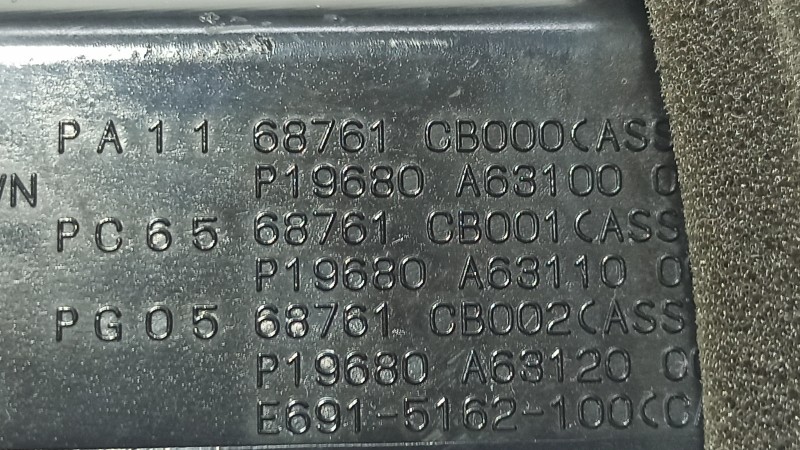 PA11 68761 CB000(ASS
P19680 A63100
PC65 68761 CB001(ASS
P19680 A63110
PG05 68761 CB002(ASS
P19680 A63120
E691-5162-100(